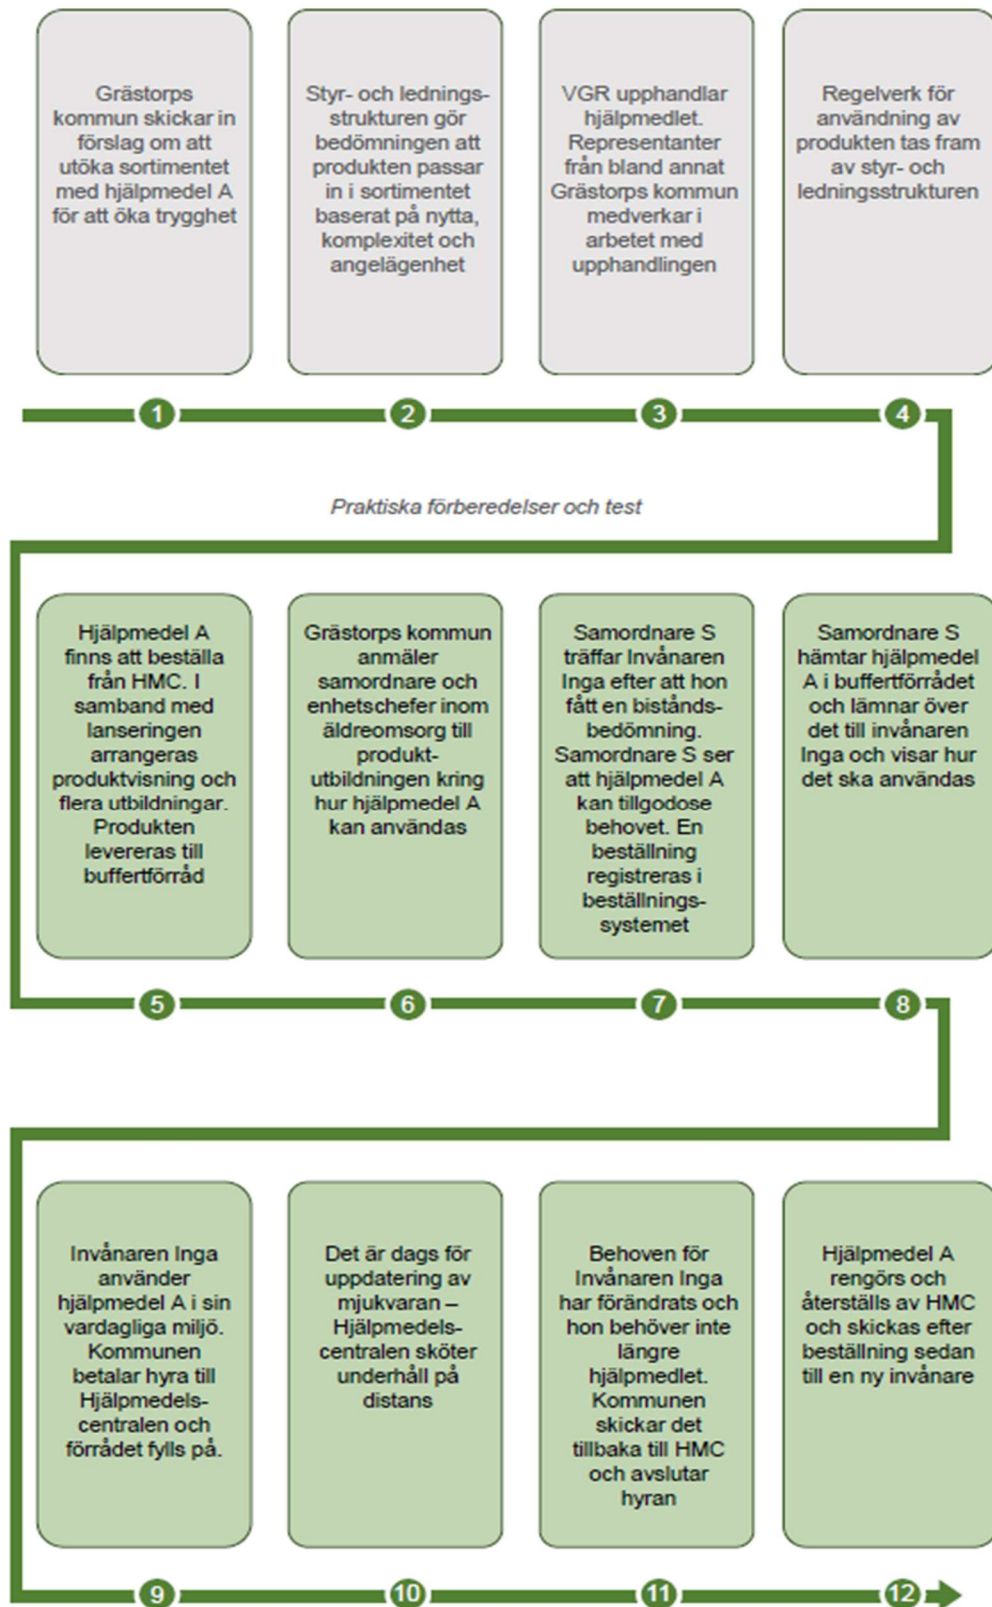 Grästorps
kommun skickar in
förslag om att
utöka sortimentet
med hjälpmedel A
för att öka trygghet
Styr- och lednings-
strukturen gör
bedömningen att
produkten passar
in i sortimentet
baserat på nytta,
komplexitet och
angelägenhet
VGR upphandlar
hjälpmedlet.
Representanter
från bland annat
Grästorps kommun
medverkar i
arbetet med
upphandlingen
Regelverk för
användning av
produkten tas fram
av styr- och
ledningsstrukturen
1
2
3
4
Praktiska förberedelser och test
Hjälpmedel A
finns att beställa
från HMC. I
samband med
lanseringen
arrangeras
produktvisning och
flera utbildningar.
Produkten
levereras till
buffertförråd
Grästorps kommun
anmäler
samordnare och
enhetschefer inom
äldreomsorg till
produkt-
utbildningen kring
hur hjälpmedel A
kan användas
Samordnare S
träffar Invånaren
Inga efter att hon
fått en bistånds-
bedömning.
Samordnare S ser
att hjälpmedel A
kan tillgodose
behovet. En
beställning
registreras i
beställnings-
systemet
Samordnare S
hämtar hjälpmedel
A i buffertförrådet
och lämnar över
det till invånaren
Inga och visar hur
det ska användas
5
6
7
8
Invånaren Inga
använder
hjälpmedel A i sin
vardagliga miljö.
Kommunen
betalar hyra till
Hjälpmedels-
centralen och
förrådet fylls på.
Det är dags för
uppdatering av
mjukvaran –
Hjälpmedels-
centralen sköter
underhåll på
distans
Behoven för
Invånaren Inga
har förändrats och
hon behöver inte
längre
hjälpmedlet.
Kommunen
skickar det
tillbaka till HMC
och avslutar
hyran
Hjälpmedel A
rengörs och
återställs av HMC
och skickas efter
beställning sedan
till en ny invånare
9
10
11
12